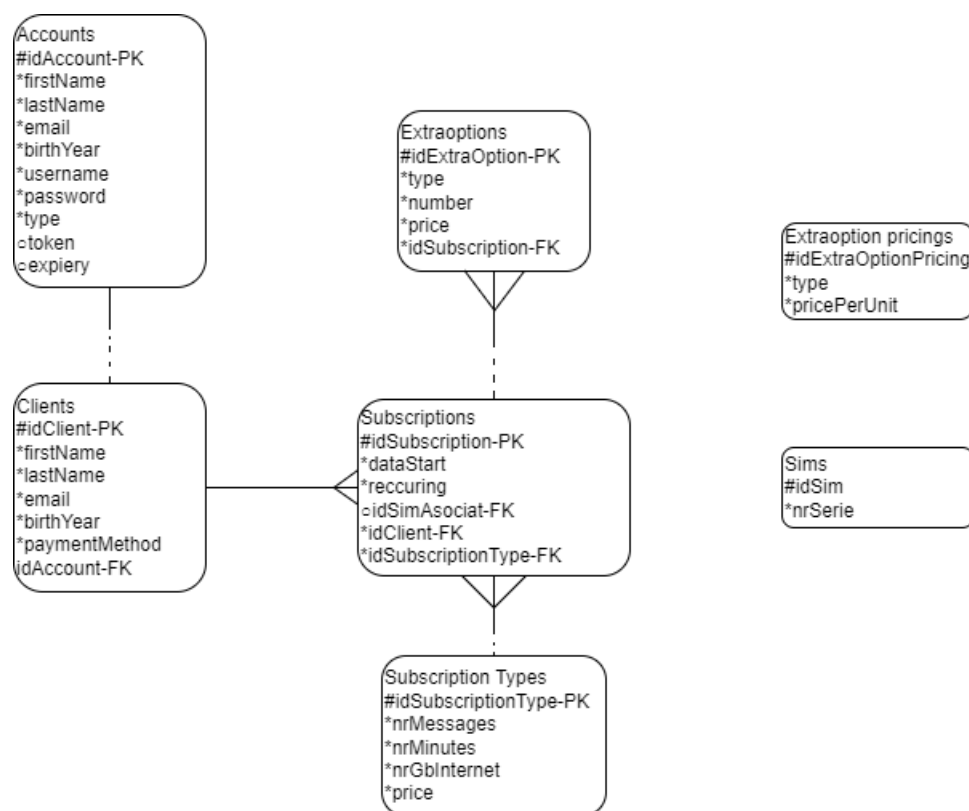 Accounts
#idAccount-PK
*firstName
*lastName
*email
*birthYear
*username
*password
*type
○token
○expiery
Extraoptions
#idExtraOption-PK
*type
*number
*price
*idSubscription-FK
Extraoption pricings
#idExtraOptionPricing
*type
*pricePerUnit
Clients
#idClient-PK
*firstName
*lastName
*email
*birthYear
*paymentMethod
idAccount-FK
Subscriptions
#idSubscription-PK
*dataStart
*reccuring
○idSimAsociat-FK
*idClient-FK
*idSubscriptionType-FK
Sims
#idSim
*nrSerie
Subscription Types
#idSubscriptionType-PK
*nrMessages
*nrMinutes
*nrGbInternet
*price